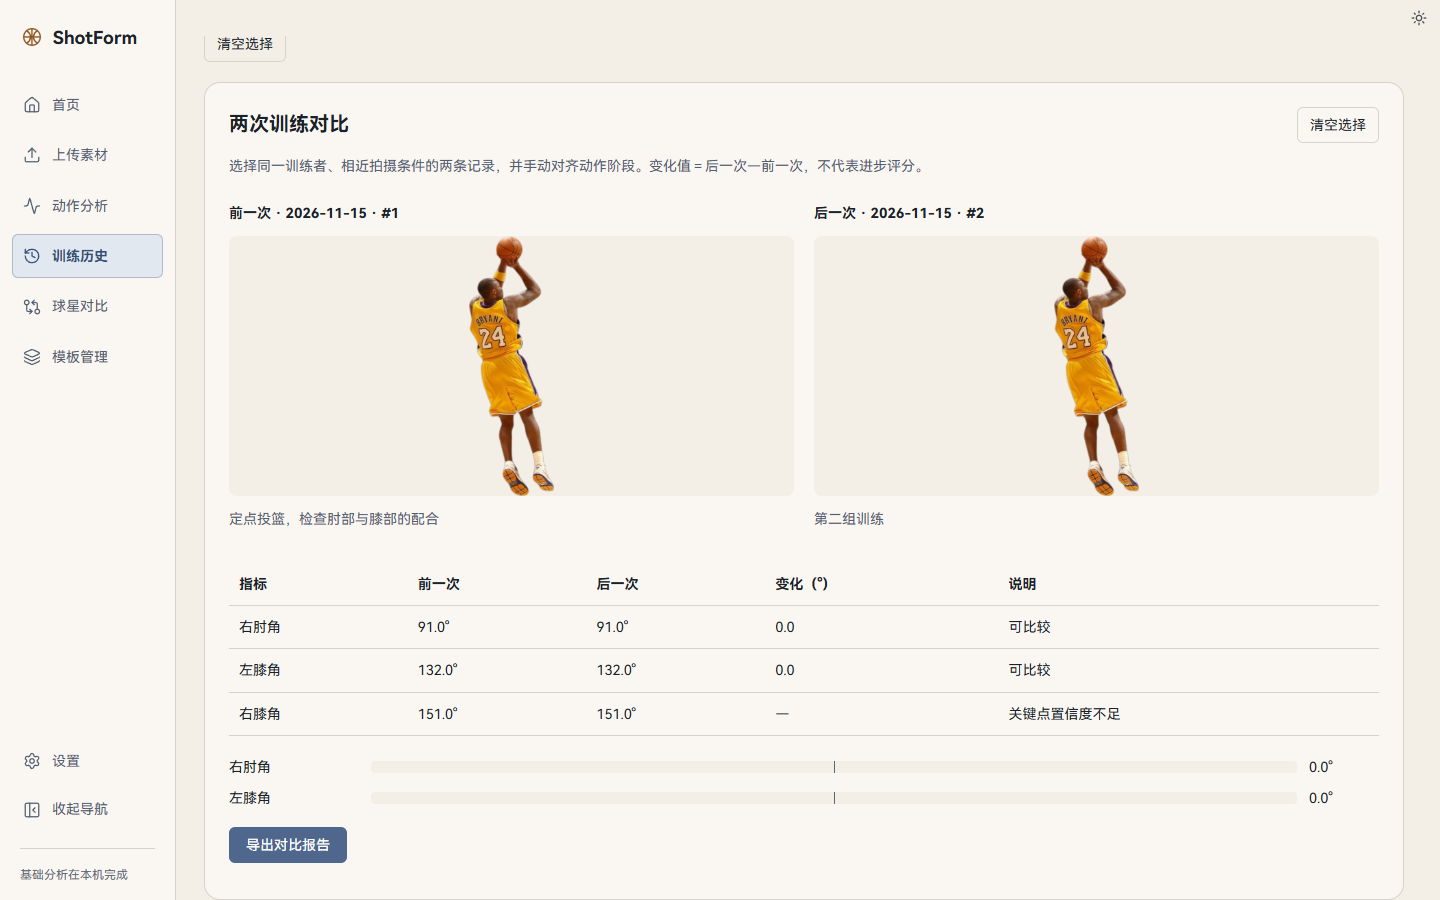 ShotForm
首页
上传素材
动作分析
训练历史
球星对比
模板管理
设置
收起导航
基础分析在本机完成
清空选择
两次训练对比
清空选择
选择同一训练者、相近拍摄条件的两条记录，并手动对齐动作阶段。变化值 = 后一次−前一次，不代表进步评分。
前一次 · 2026-11-15 · #1
后一次 · 2026-11-15 · #2
BRYANT
24
BRYANT
24
定点投篮，检查肘部与膝部的配合
第二组训练
指标 前一次 后一次 变化（°） 说明
右肘角 91.0° 91.0° 0.0 可比较
左膝角 132.0° 132.0° 0.0 可比较
右膝角 151.0° 151.0° — 关键点置信度不足
右肘角 0.0°
左膝角 0.0°
导出对比报告